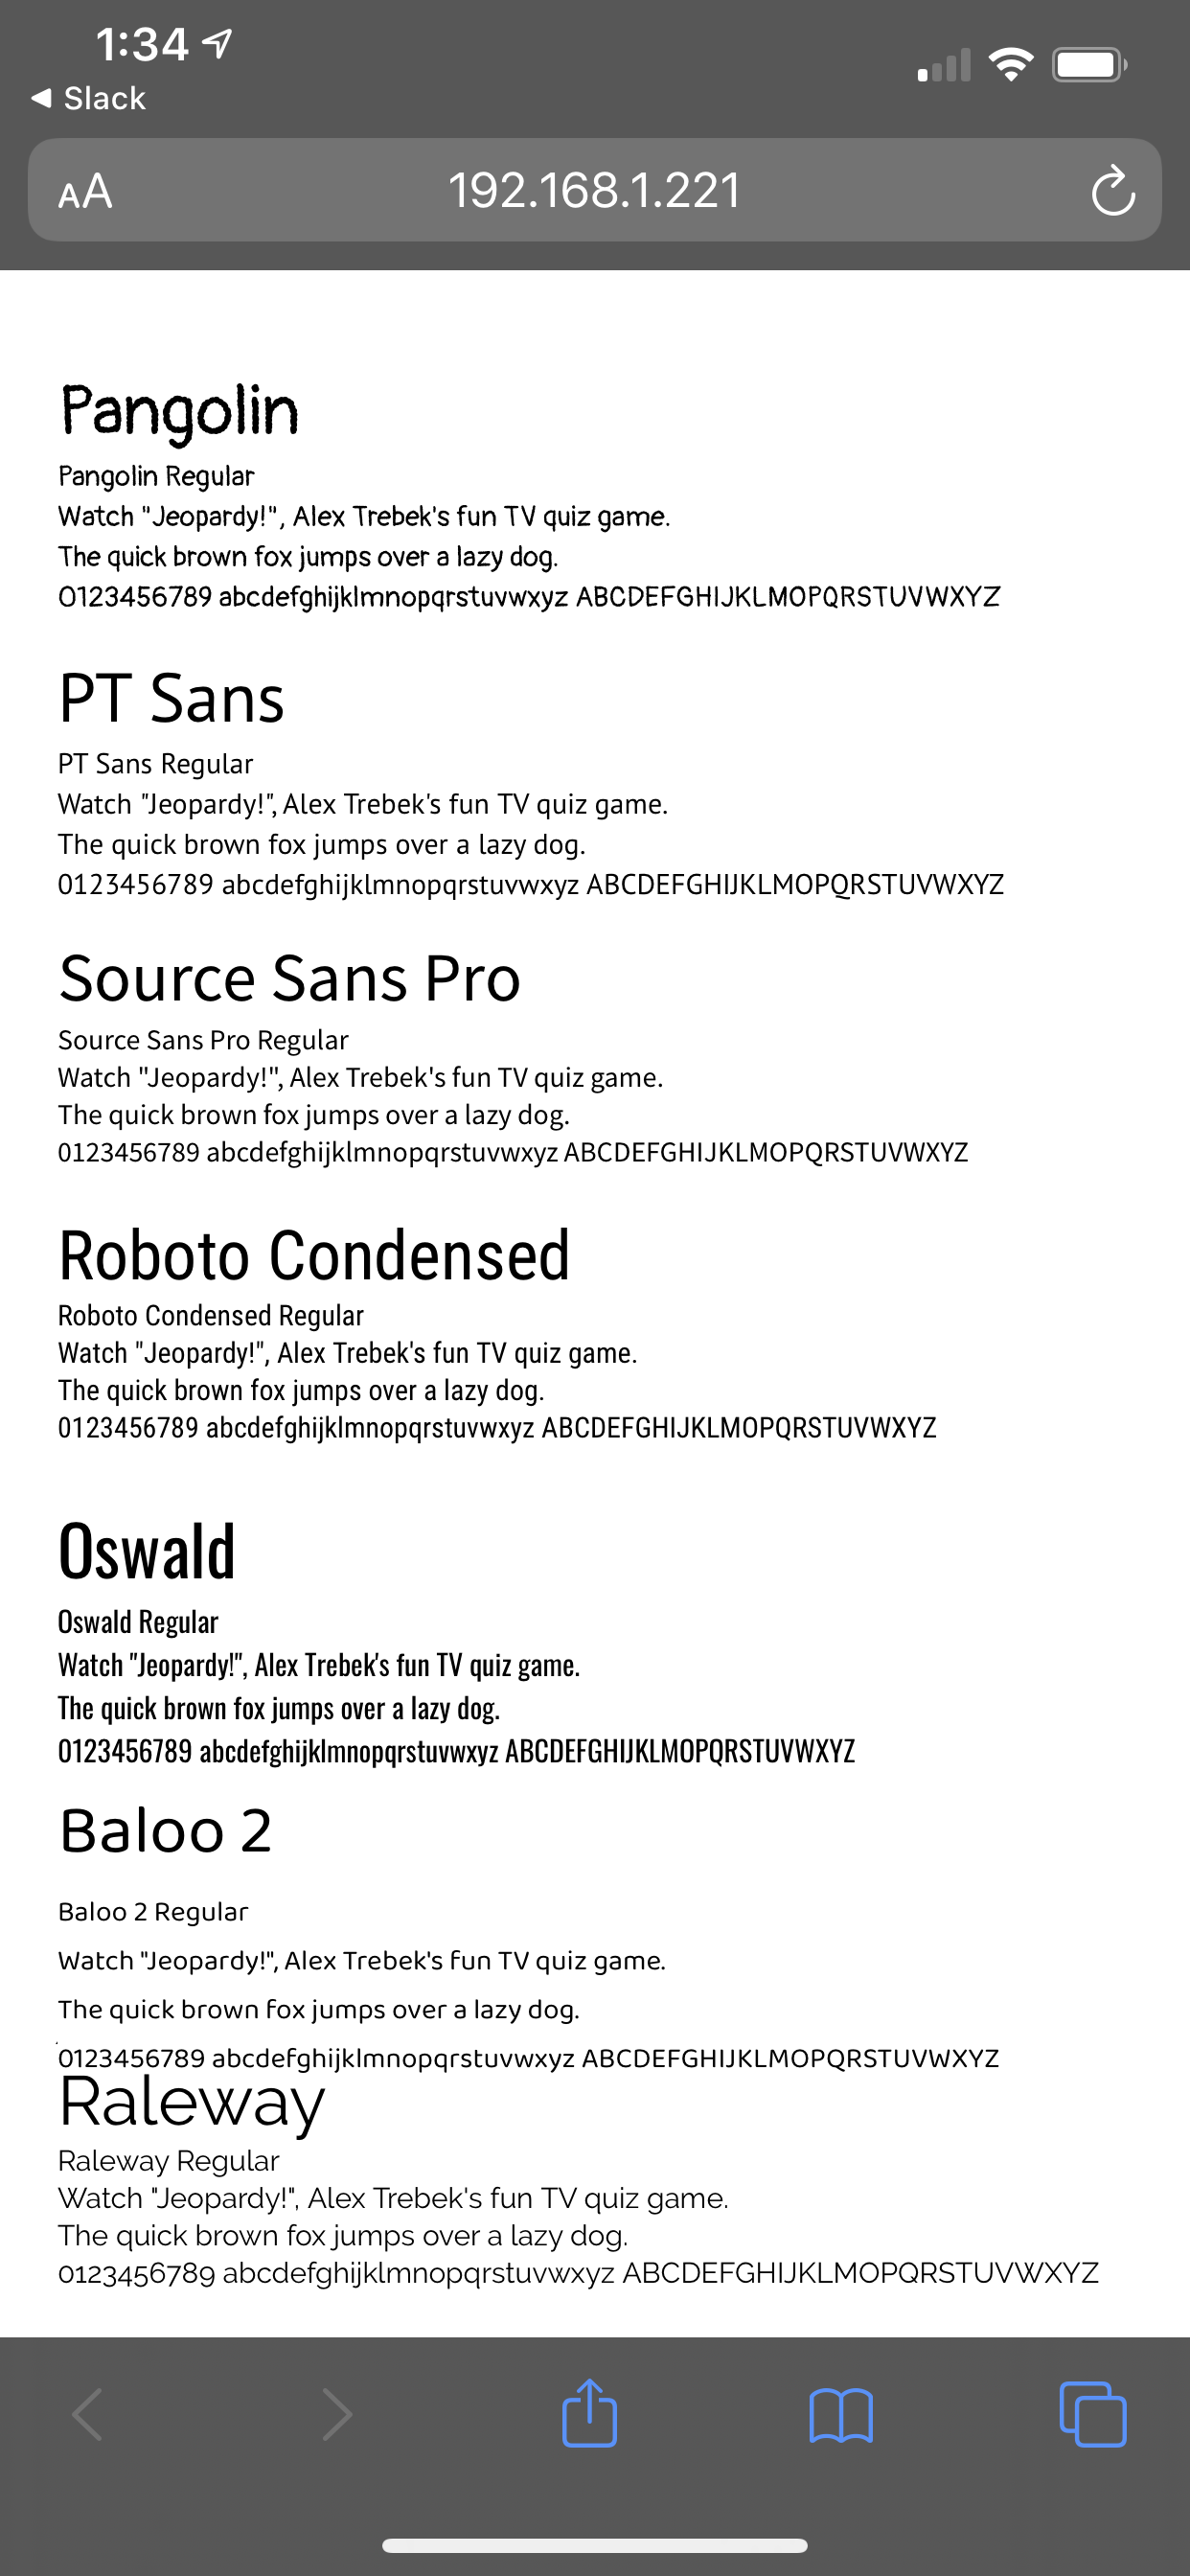 1:34
Slack
AA
192.168.1.221
Pangolin
Pangolin Regular
Watch "Jeopardy!", Alex Trebek's fun TV quiz game.
The quick brown fox jumps over a lazy dog.
0123456789 abcdefghijklmnopqrstuvwxyz ABCDEFGHIJKLMOPQRSTUVWXYZ
PT Sans
PT Sans Regular
Watch "Jeopardy!", Alex Trebek's fun TV quiz game.
The quick brown fox jumps over a lazy dog.
0123456789 abcdefghijklmnopqrstuvwxyz ABCDEFGHIJKLMOPQRSTUVWXYZ
Source Sans Pro
Source Sans Pro Regular
Watch "Jeopardy!", Alex Trebek's fun TV quiz game.
The quick brown fox jumps over a lazy dog.
0123456789 abcdefghijklmnopqrstuvwxyz ABCDEFGHIJKLMOPQRSTUVWXYZ
Roboto Condensed
Roboto Condensed Regular
Watch "Jeopardy!", Alex Trebek's fun TV quiz game.
The quick brown fox jumps over a lazy dog.
0123456789 abcdefghijklmnopqrstuvwxyz ABCDEFGHIJKLMOPQRSTUVWXYZ
Oswald
Oswald Regular
Watch "Jeopardy!", Alex Trebek's fun TV quiz game.
The quick brown fox jumps over a lazy dog.
0123456789 abcdefghijklmnopqrstuvwxyz ABCDEFGHIJKLMOPQRSTUVWXYZ
Baloo 2
Baloo 2 Regular
Watch "Jeopardy!", Alex Trebek's fun TV quiz game.
The quick brown fox jumps over a lazy dog.
0123456789 abcdefghijklmnopqrstuvwxyz ABCDEFGHIJKLMOPQRSTUVWXYZ
Raleway
Raleway Regular
Watch "Jeopardy!", Alex Trebek's fun TV quiz game.
The quick brown fox jumps over a lazy dog.
0123456789 abcdefghijklmnopqrstuvwxyz ABCDEFGHIJKLMOPQRSTUVWXYZ